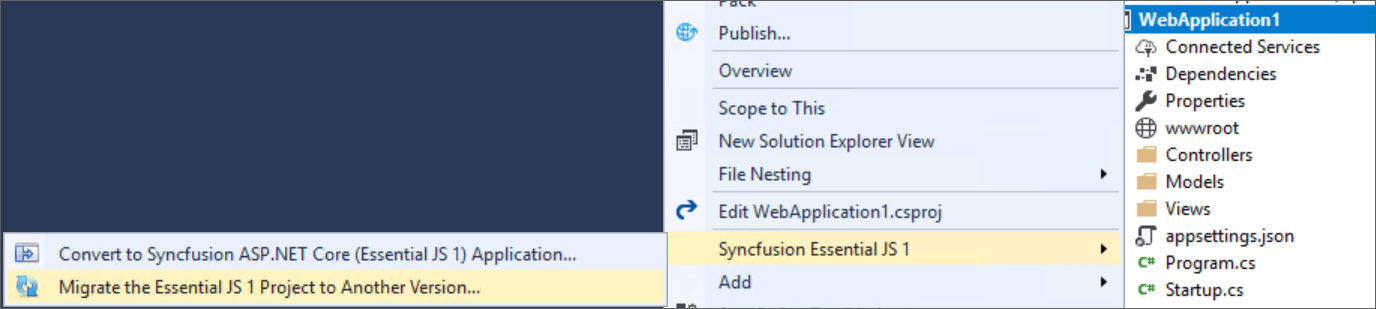 Pack
Publish...
Overview
Scope to This
New Solution Explorer View
File Nesting
Edit WebApplication1.csproj
Syncfusion Essential JS 1
Add
Convert to Syncfusion ASP.NET Core (Essential JS 1) Application...
Migrate the Essential JS 1 Project to Another Version...
WebApplication1
Connected Services
Dependencies
Properties
wwwroot
Controllers
Models
Views
appsettings.json
C# Program.cs
C# Startup.cs